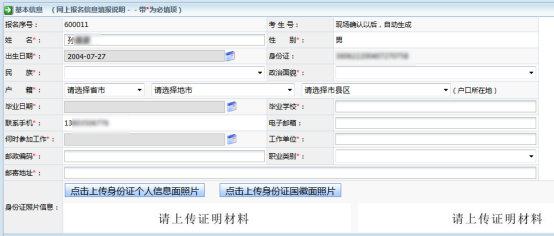 基本信息 （网上报名信息填报说明 - - 带*为必填项）
报名序号： 600011 考 生 号： 现场确认以后，自动生成
姓 名*： 孙 性 别*： 男
出生日期*： 2004-07-27 身份证：
民 族*： 政治面貌*：
户 籍*： 请选择省市 请选择地市 请选择市县区 （户口所在地）
毕业日期*： 毕业学校*：
联系手机*： 13 电子邮箱：
何时参加工作*： 工作单位*：
邮政编码*： 职业类别*：
邮寄地址*：
点击上传身份证个人信息面照片 点击上传身份证国徽面照片
身份证照片信息： 请上传证明材料 请上传证明材料